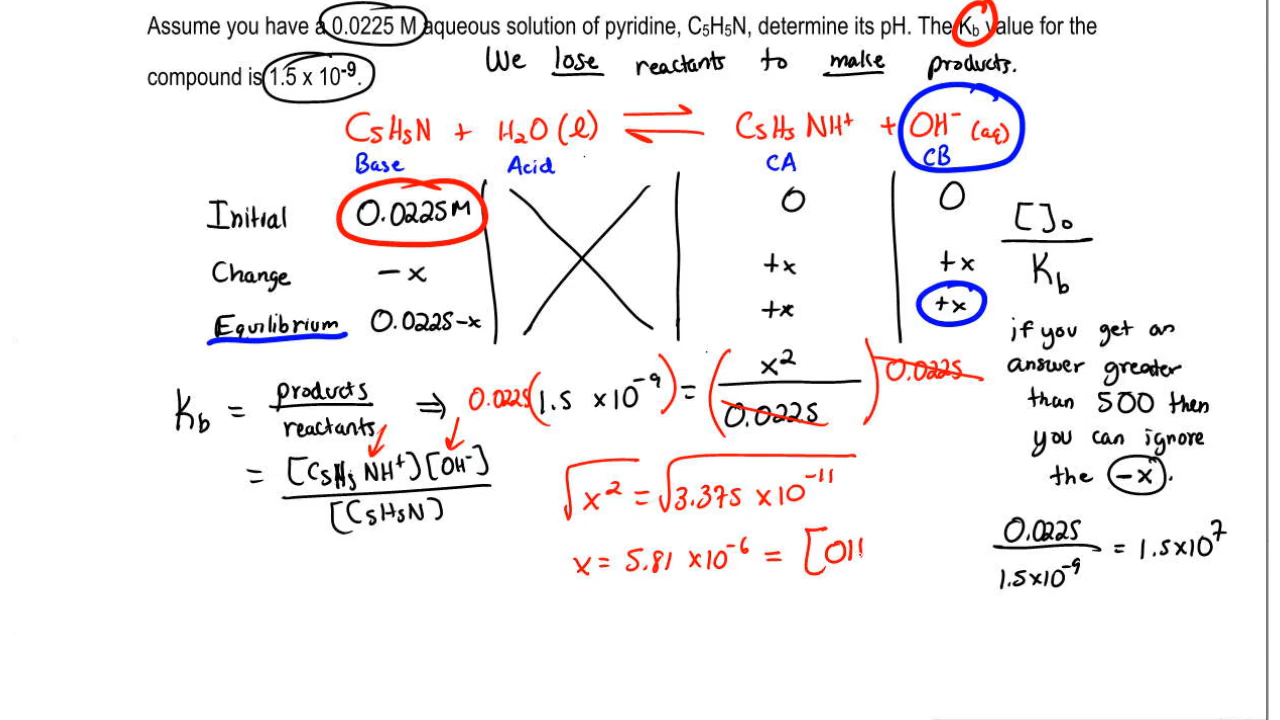 Assume you have a 0.0225 M aqueous solution of pyridine, C₅H₅N, determine its pH. The Kb value for the
compound is 1.5 x 10⁻⁹.
We lose reactants to make products.
C5H5N + H2O (l) ⇌ C5H5NH⁺ + OH⁻ (aq)
Base Acid CA CB
Initial 0.0225M 0 0
Change -x +x +x
Equilibrium 0.0225-x +x +x
[ ]₀
Kb
if you get an
answer greater
than 500 then
you can ignore
the -x.
0.0225
1.5x10⁻⁹ = 1.5x10⁷
Kb = products / reactants ⇒ 0.0225(1.5 x10⁻⁹) = (x² / 0.0225) 0.0225
= [C5H5NH⁺][OH⁻] / [C5H5N]
√x² = √3.375 x10⁻¹¹
x = 5.81 x10⁻⁶ = [OH